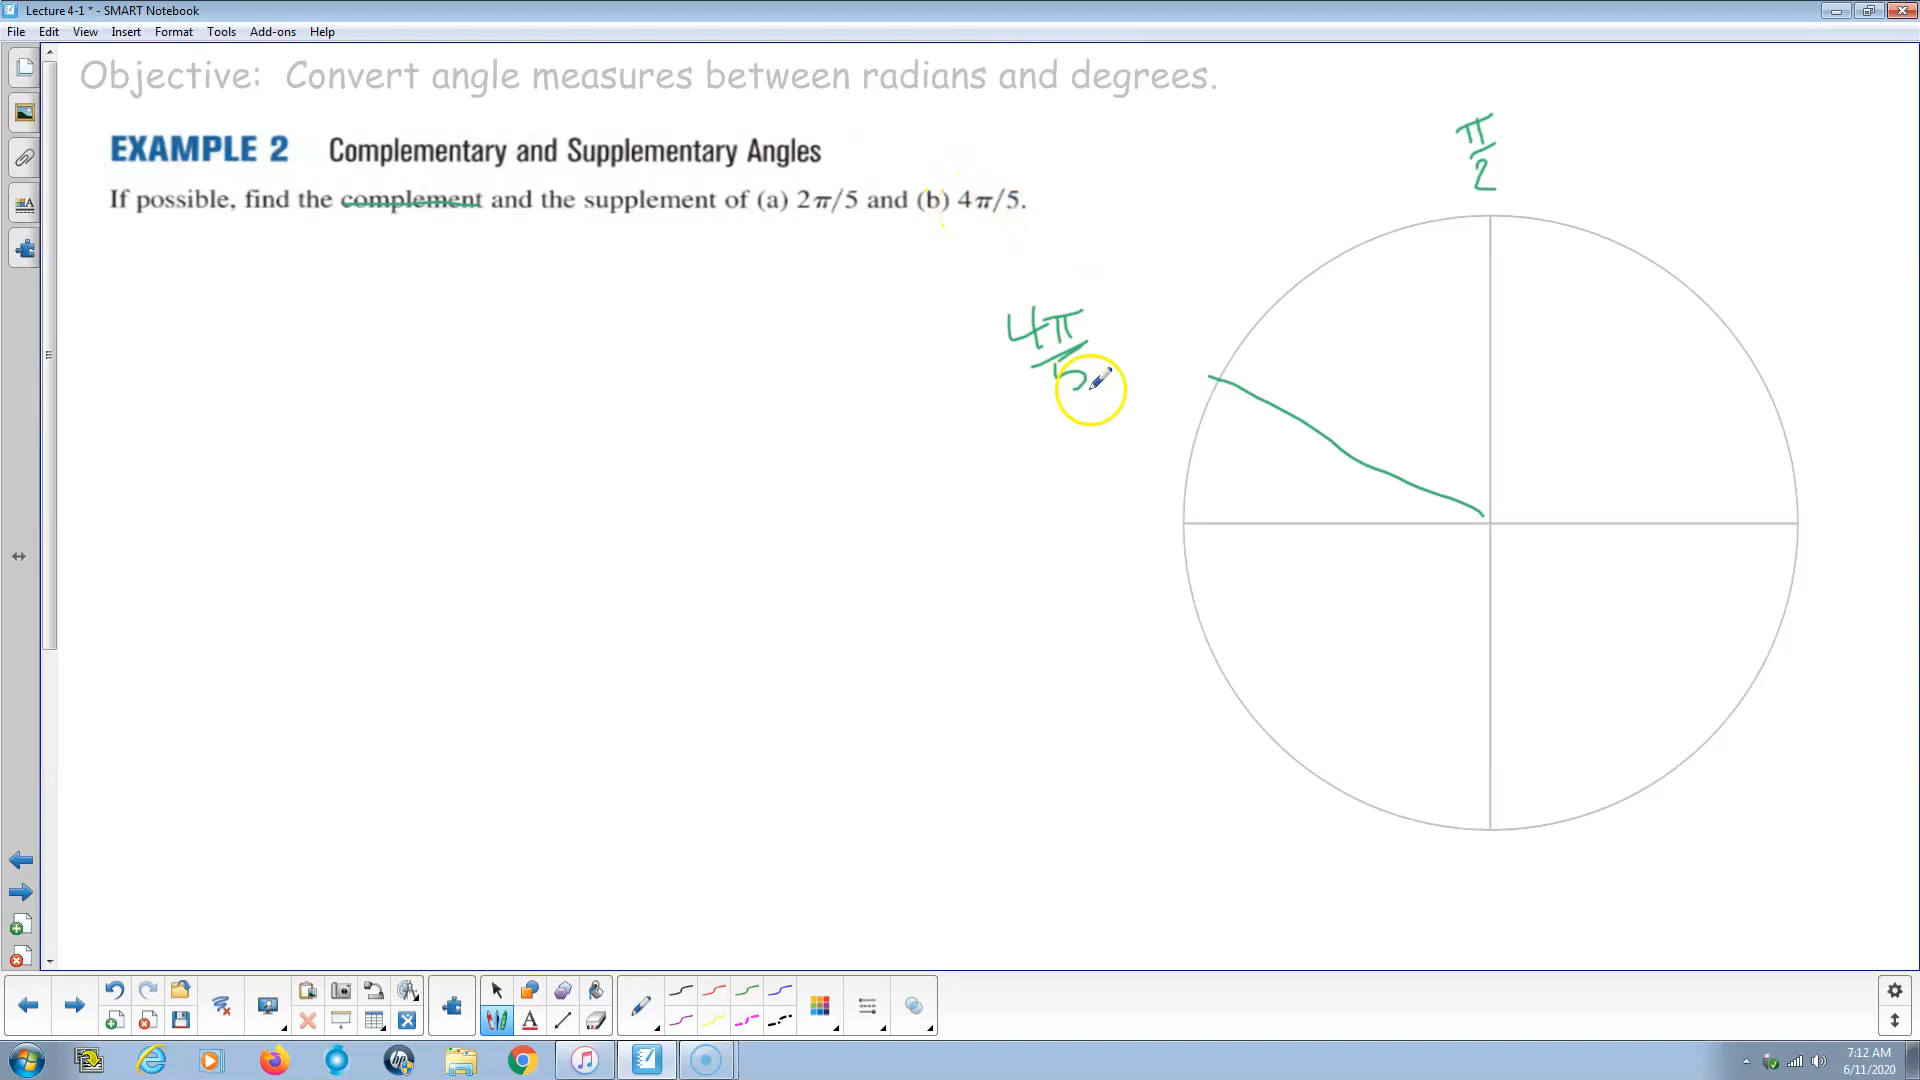 Lecture 4-1 * - SMART Notebook
File Edit View Insert Format Tools Add-ons Help
Objective: Convert angle measures between radians and degrees.
EXAMPLE 2 Complementary and Supplementary Angles
If possible, find the complement and the supplement of (a) 2π/5 and (b) 4π/5.
π
2
4π
5
7:12 AM
6/11/2020